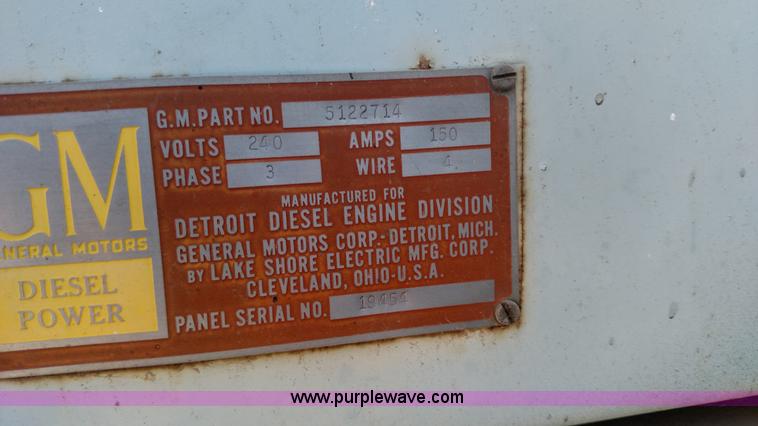 GM
GENERAL MOTORS
DIESEL
POWER
G.M. PART NO. 5122714
VOLTS 240 AMPS 150
PHASE 3 WIRE 4
MANUFACTURED FOR
DETROIT DIESEL ENGINE DIVISION
GENERAL MOTORS CORP.-DETROIT, MICH.
BY LAKE SHORE ELECTRIC MFG. CORP.
CLEVELAND, OHIO-U.S.A.
PANEL SERIAL NO. 19454
www.purplewave.com